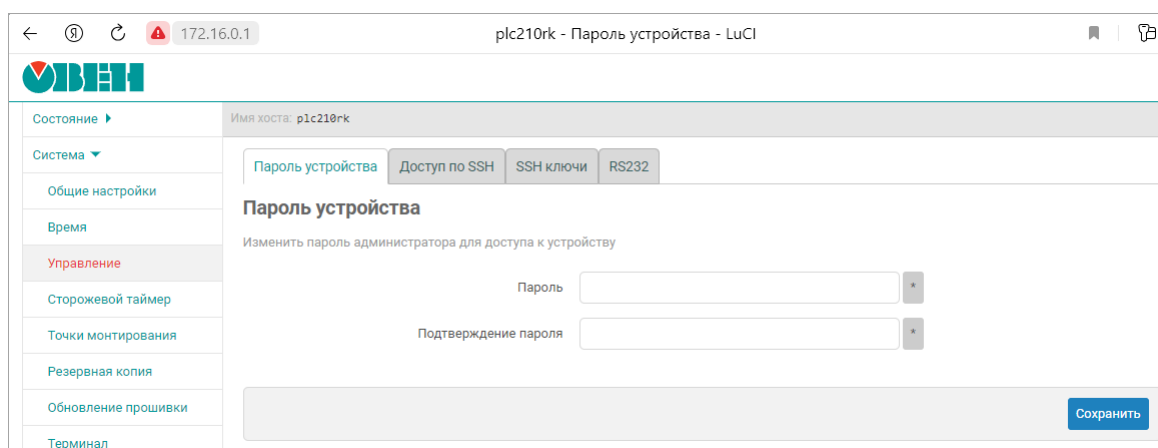 172.16.0.1 plc210rk - Пароль устройства - LuCI
ОВЕН
Состояние
Имя хоста: plc210rk
Система
Пароль устройства Доступ по SSH SSH ключи RS232
Общие настройки
Пароль устройства
Время
Изменить пароль администратора для доступа к устройству
Управление
Пароль *
Сторожевой таймер
Подтверждение пароля *
Точки монтирования
Резервная копия
Обновление прошивки
Сохранить
Терминал